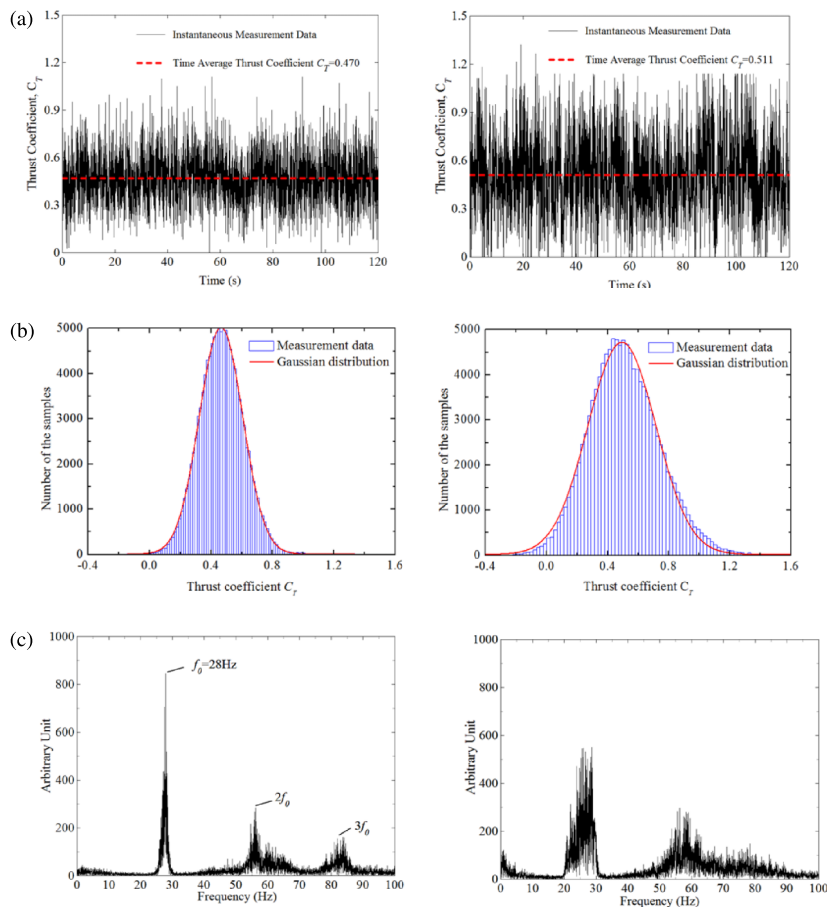 (a)
1.5
1.2
0.9
0.6
0.3
0
Thrust Coefficient, C_T
Instantaneous Measurement Data
Time Average Thrust Coefficient C_T=0.470
0 20 40 60 80 100 120
Time (s)
1.5
1.2
0.9
0.6
0.3
0
Thrust Coefficient, C_T
Instantaneous Measurement Data
Time Average Thrust Coefficient C_T=0.511
0 20 40 60 80 100 120
Time (s)
(b)
5000
4000
3000
2000
1000
0
Number of the samples
Measurement data
Gaussian distribution
-0.4 0.0 0.4 0.8 1.2 1.6
Thrust coefficient C_T
5000
4000
3000
2000
1000
0
Number of the samples
Measurement data
Gaussian distribution
-0.4 0.0 0.4 0.8 1.2 1.6
Thrust coefficient C_T
(c)
1000
800
600
400
200
0
Arbitrary Unit
f_0=28Hz
2f_0
3f_0
0 10 20 30 40 50 60 70 80 90 100
Frequency (Hz)
1000
800
600
400
200
0
Arbitrary Unit
0 10 20 30 40 50 60 70 80 90 100
Frequency (Hz)